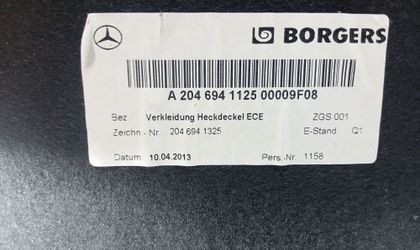 BORGERS
A 204 694 1125 00009F08
Bez. Verkleidung Heckdeckel ECE ZGS 001
Zeichn.- Nr. 204 694 1325 E-Stand Q1
Datum: 10.04.2013 Pers.-Nr. 1158